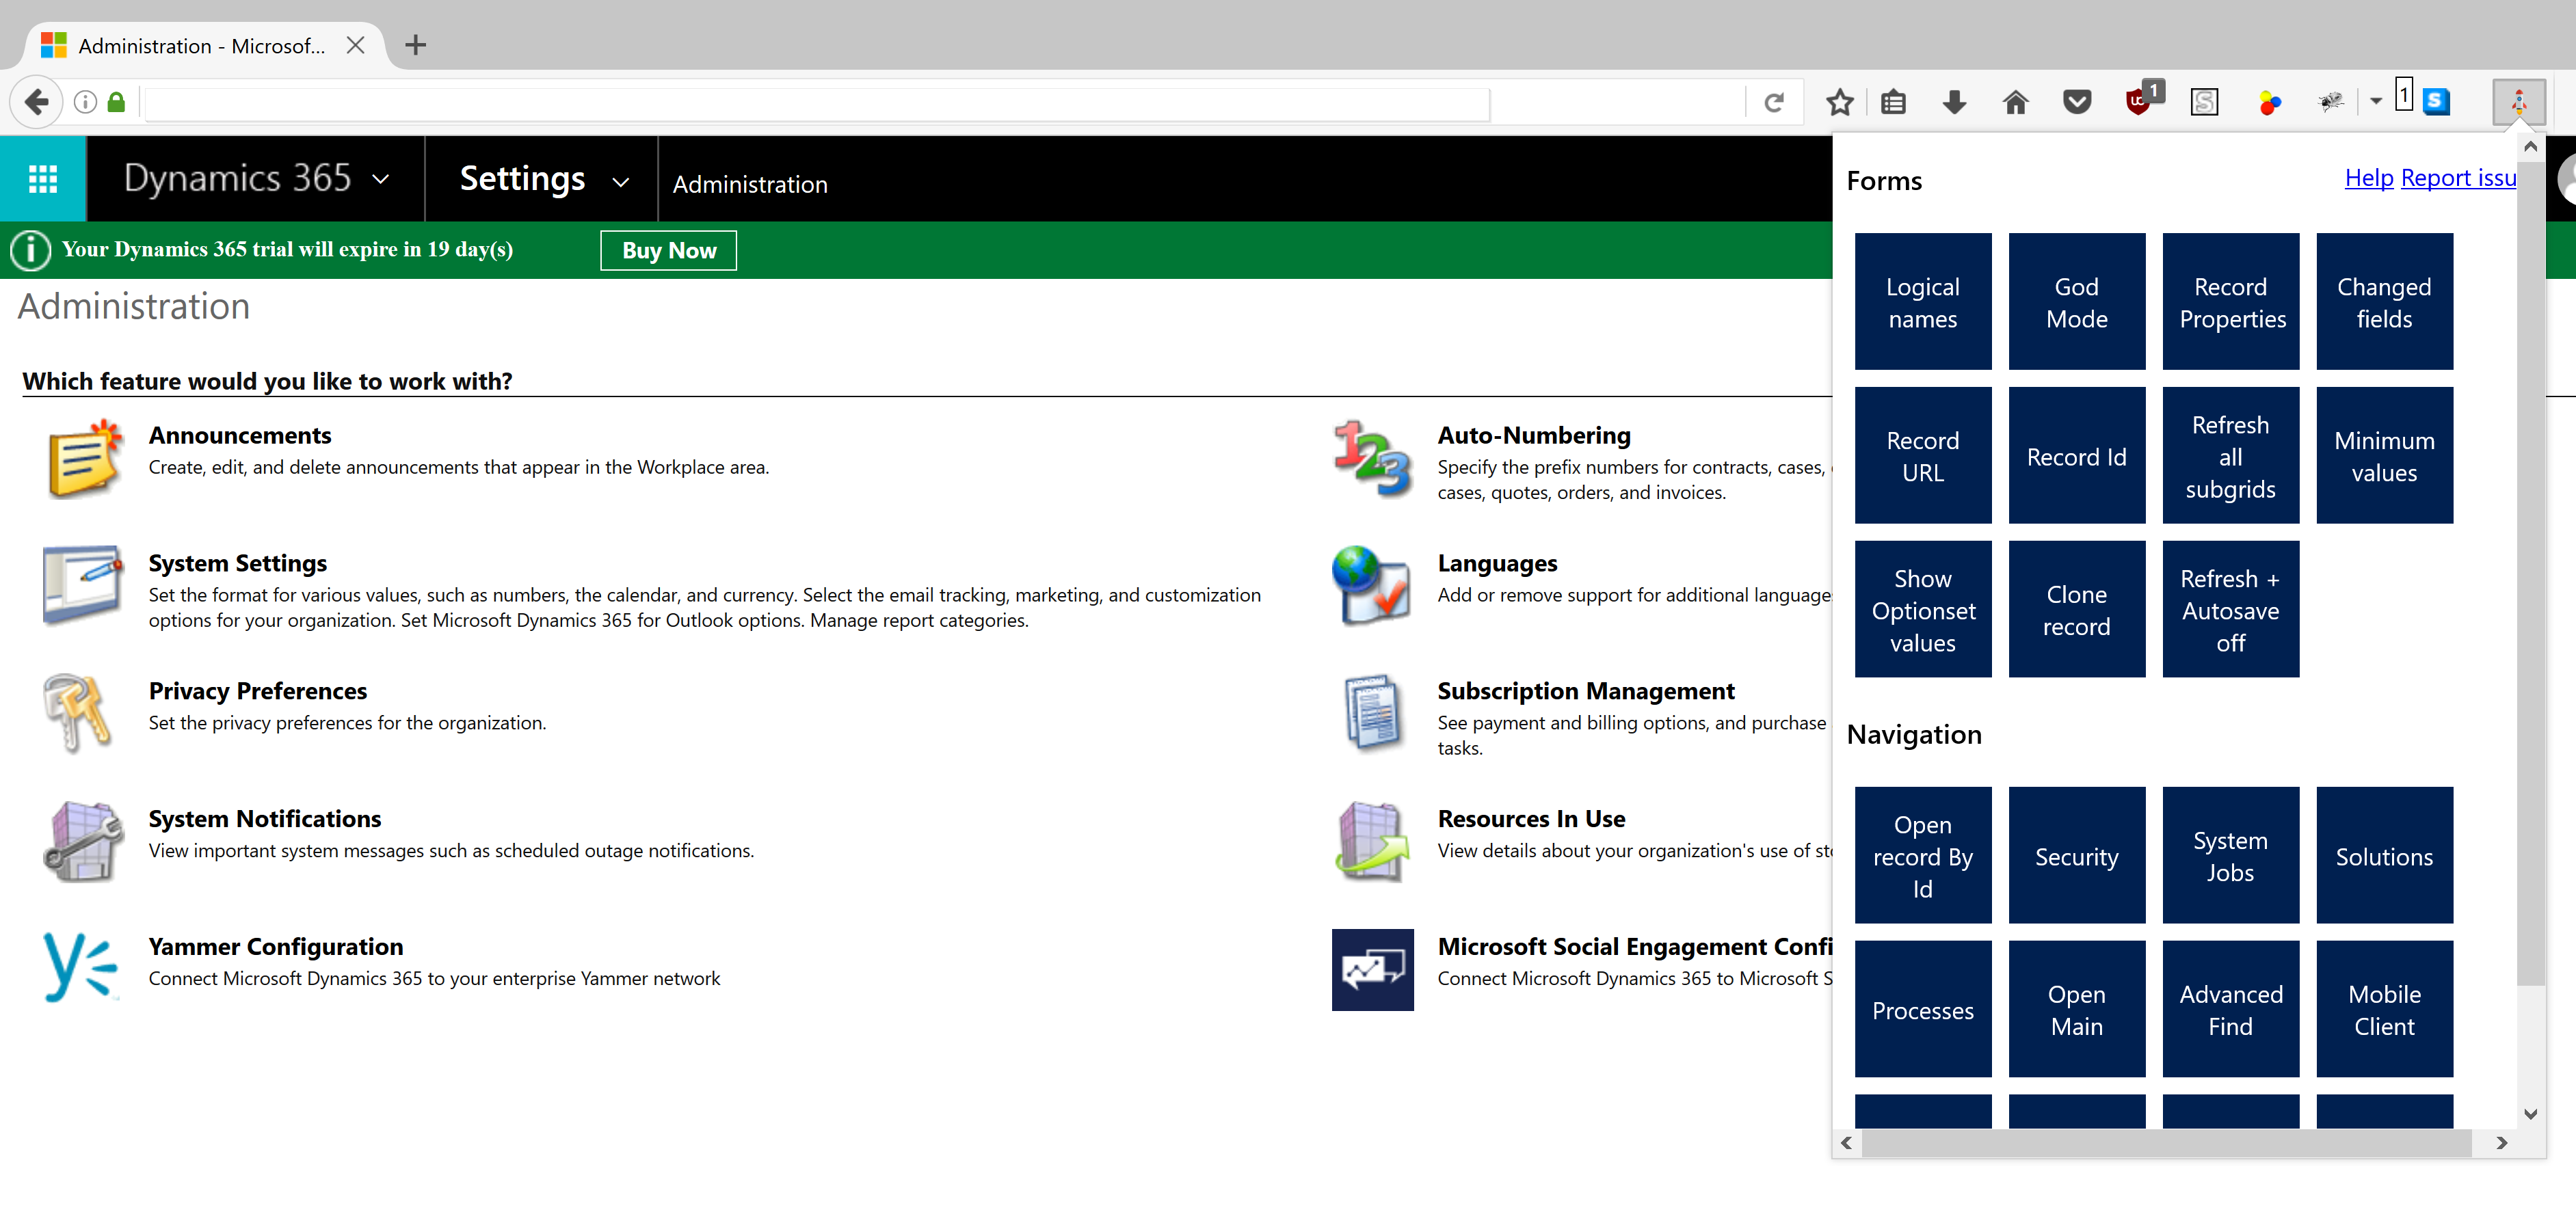 Administration - Microsof...
1
1
Dynamics 365
Settings
Administration
Your Dynamics 365 trial will expire in 19 day(s)
Buy Now
Administration
Which feature would you like to work with?
Announcements
Create, edit, and delete announcements that appear in the Workplace area.
Auto-Numbering
Specify the prefix numbers for contracts, cases,
cases, quotes, orders, and invoices.
System Settings
Set the format for various values, such as numbers, the calendar, and currency. Select the email tracking, marketing, and customization
options for your organization. Set Microsoft Dynamics 365 for Outlook options. Manage report categories.
Languages
Add or remove support for additional language
Privacy Preferences
Set the privacy preferences for the organization.
Subscription Management
See payment and billing options, and purchase
tasks.
System Notifications
View important system messages such as scheduled outage notifications.
Resources In Use
View details about your organization's use of
Yammer Configuration
Connect Microsoft Dynamics 365 to your enterprise Yammer network
Microsoft Social Engagement Confi
Connect Microsoft Dynamics 365 to Microsoft S
Forms
Help Report issu
Logical
names
God
Mode
Record
Properties
Changed
fields
Record
URL
Record Id
Refresh
all
subgrids
Minimum
values
Show
Optionset
values
Clone
record
Refresh +
Autosave
off
Navigation
Open
record By
Id
Security
System
Jobs
Solutions
Processes
Open
Main
Advanced
Find
Mobile
Client